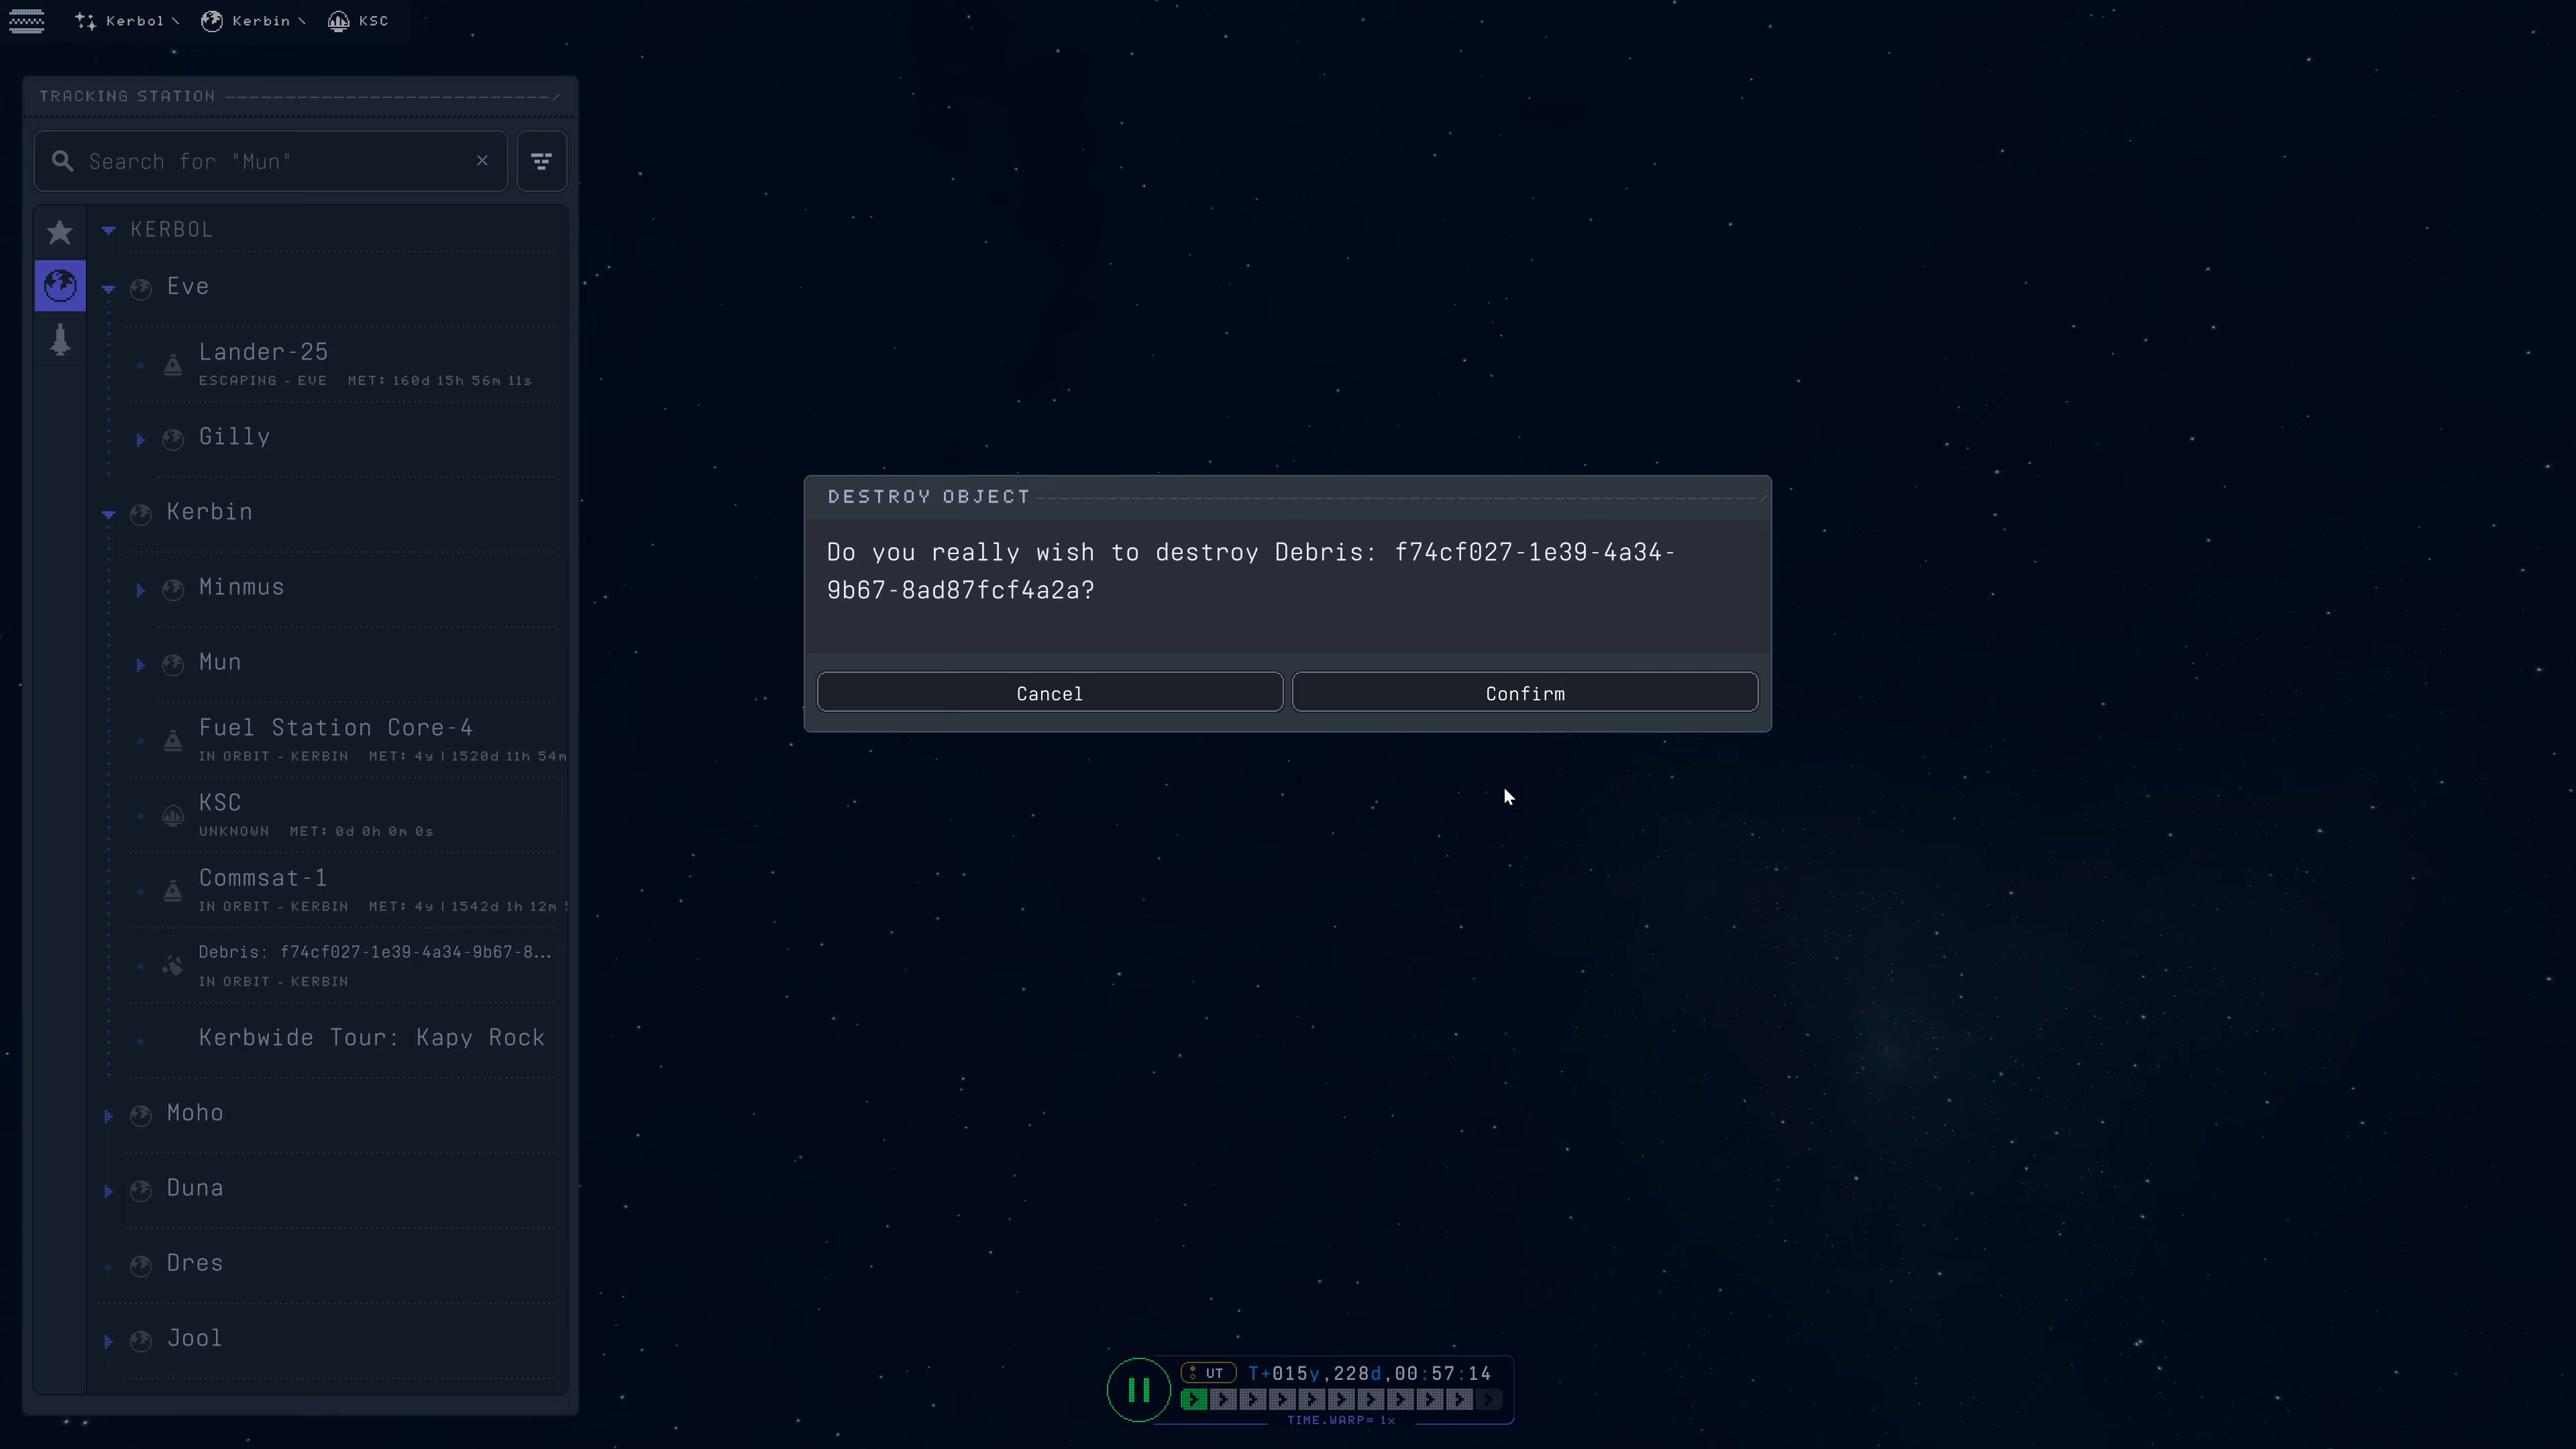 Kerbol \ Kerbin \ KSC
TRACKING STATION
Search for "Mun"
KERBOL
Eve
Lander-25
ESCAPING - EVE MET: 160d 15h 56m 11s
Gilly
Kerbin
Minmus
Mun
Fuel Station Core-4
IN ORBIT - KERBIN MET: 4y | 1520d 11h 54m
KSC
UNKNOWN MET: 0d 0h 0m 0s
Commsat-1
IN ORBIT - KERBIN MET: 4y | 1542d 1h 12m
Debris: f74cf027-1e39-4a34-9b67-8...
IN ORBIT - KERBIN
Kerbwide Tour: Kapy Rock
Moho
Duna
Dres
Jool
DESTROY OBJECT
Do you really wish to destroy Debris: f74cf027-1e39-4a34-
9b67-8ad87fcf4a2a?
Cancel
Confirm
UT T+015y,228d,00:57:14
TIME.WARP= 1x